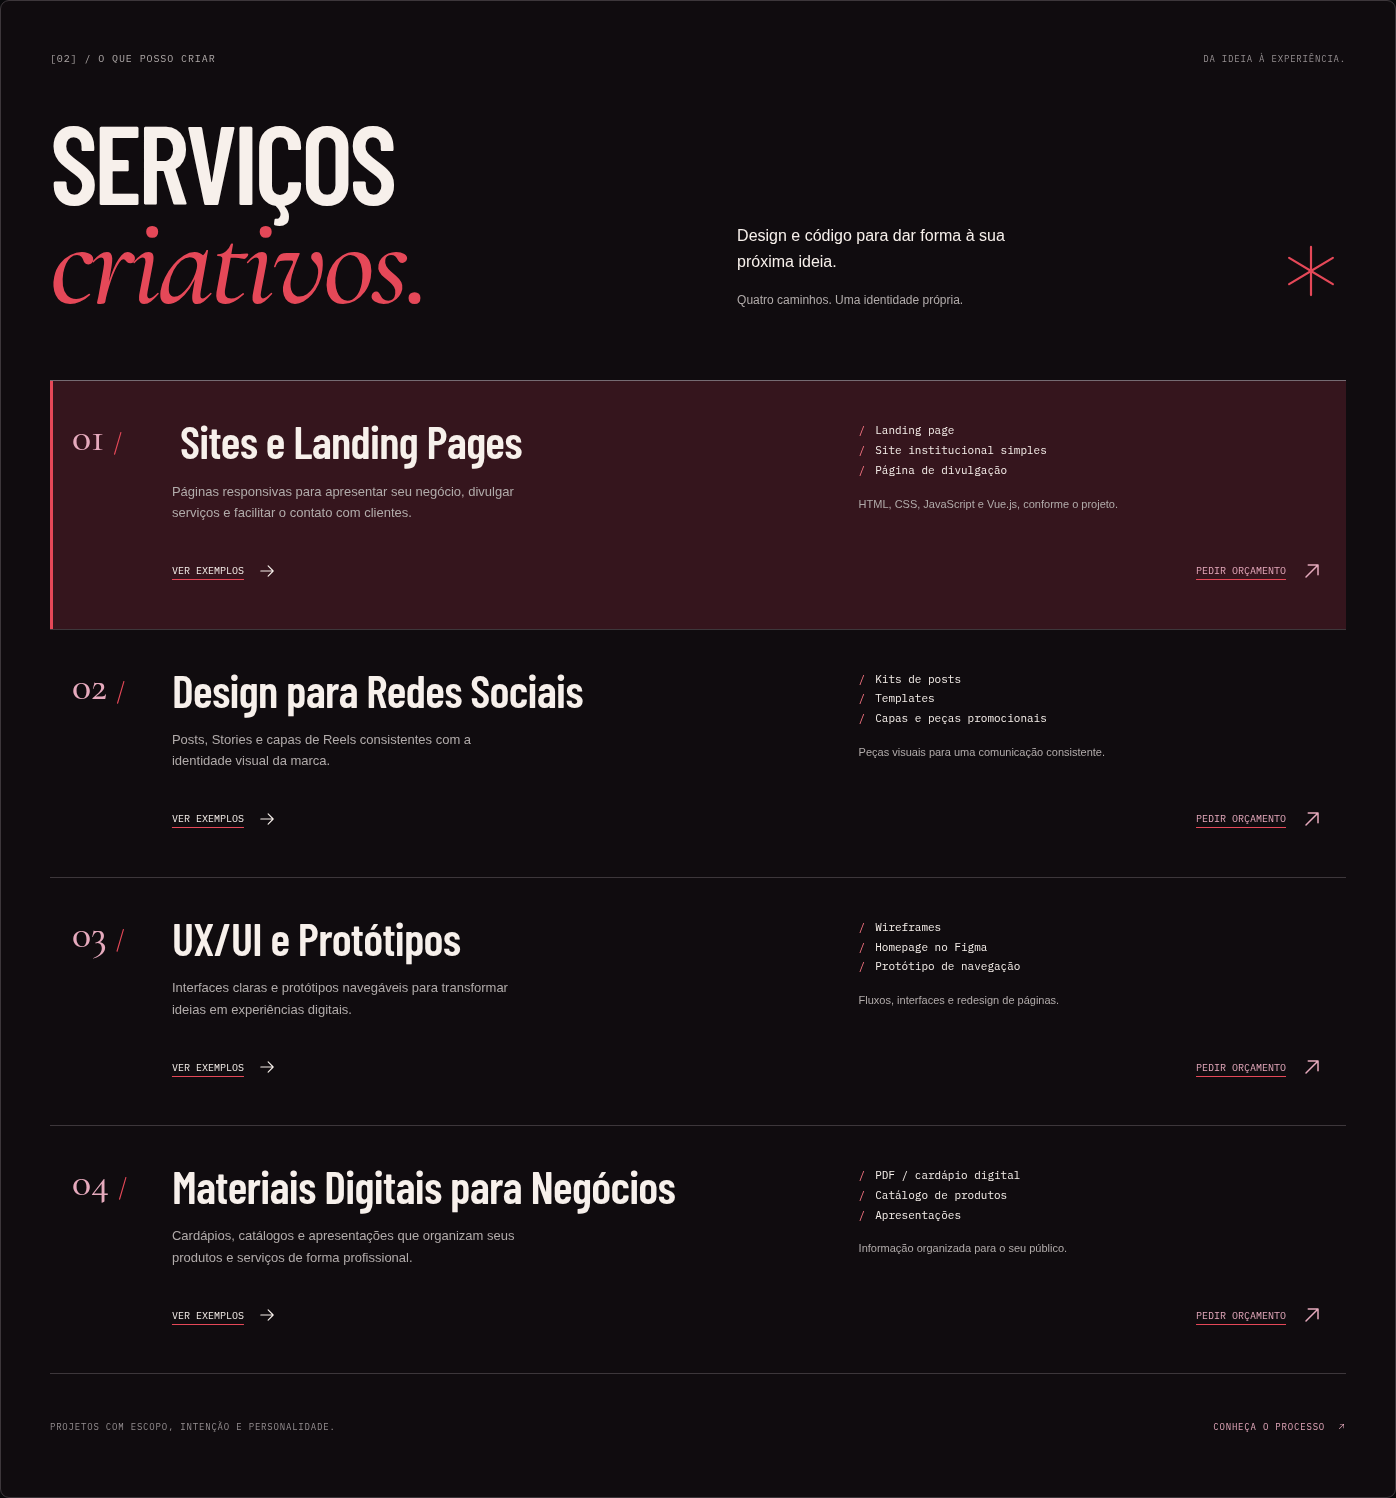 [02] / O QUE POSSO CRIAR
DA IDEIA À EXPERIÊNCIA.
SERVIÇOS
criativos.
Design e código para dar forma à sua
próxima ideia.
Quatro caminhos. Uma identidade própria.
01 /
Sites e Landing Pages
Páginas responsivas para apresentar seu negócio, divulgar
serviços e facilitar o contato com clientes.
/ Landing page
/ Site institucional simples
/ Página de divulgação
HTML, CSS, JavaScript e Vue.js, conforme o projeto.
VER EXEMPLOS →
PEDIR ORÇAMENTO ↗
02 /
Design para Redes Sociais
Posts, Stories e capas de Reels consistentes com a
identidade visual da marca.
/ Kits de posts
/ Templates
/ Capas e peças promocionais
Peças visuais para uma comunicação consistente.
VER EXEMPLOS →
PEDIR ORÇAMENTO ↗
03 /
UX/UI e Protótipos
Interfaces claras e protótipos navegáveis para transformar
ideias em experiências digitais.
/ Wireframes
/ Homepage no Figma
/ Protótipo de navegação
Fluxos, interfaces e redesign de páginas.
VER EXEMPLOS →
PEDIR ORÇAMENTO ↗
04 /
Materiais Digitais para Negócios
Cardápios, catálogos e apresentações que organizam seus
produtos e serviços de forma profissional.
/ PDF / cardápio digital
/ Catálogo de produtos
/ Apresentações
Informação organizada para o seu público.
VER EXEMPLOS →
PEDIR ORÇAMENTO ↗
PROJETOS COM ESCOPO, INTENÇÃO E PERSONALIDADE.
CONHEÇA O PROCESSO ↗